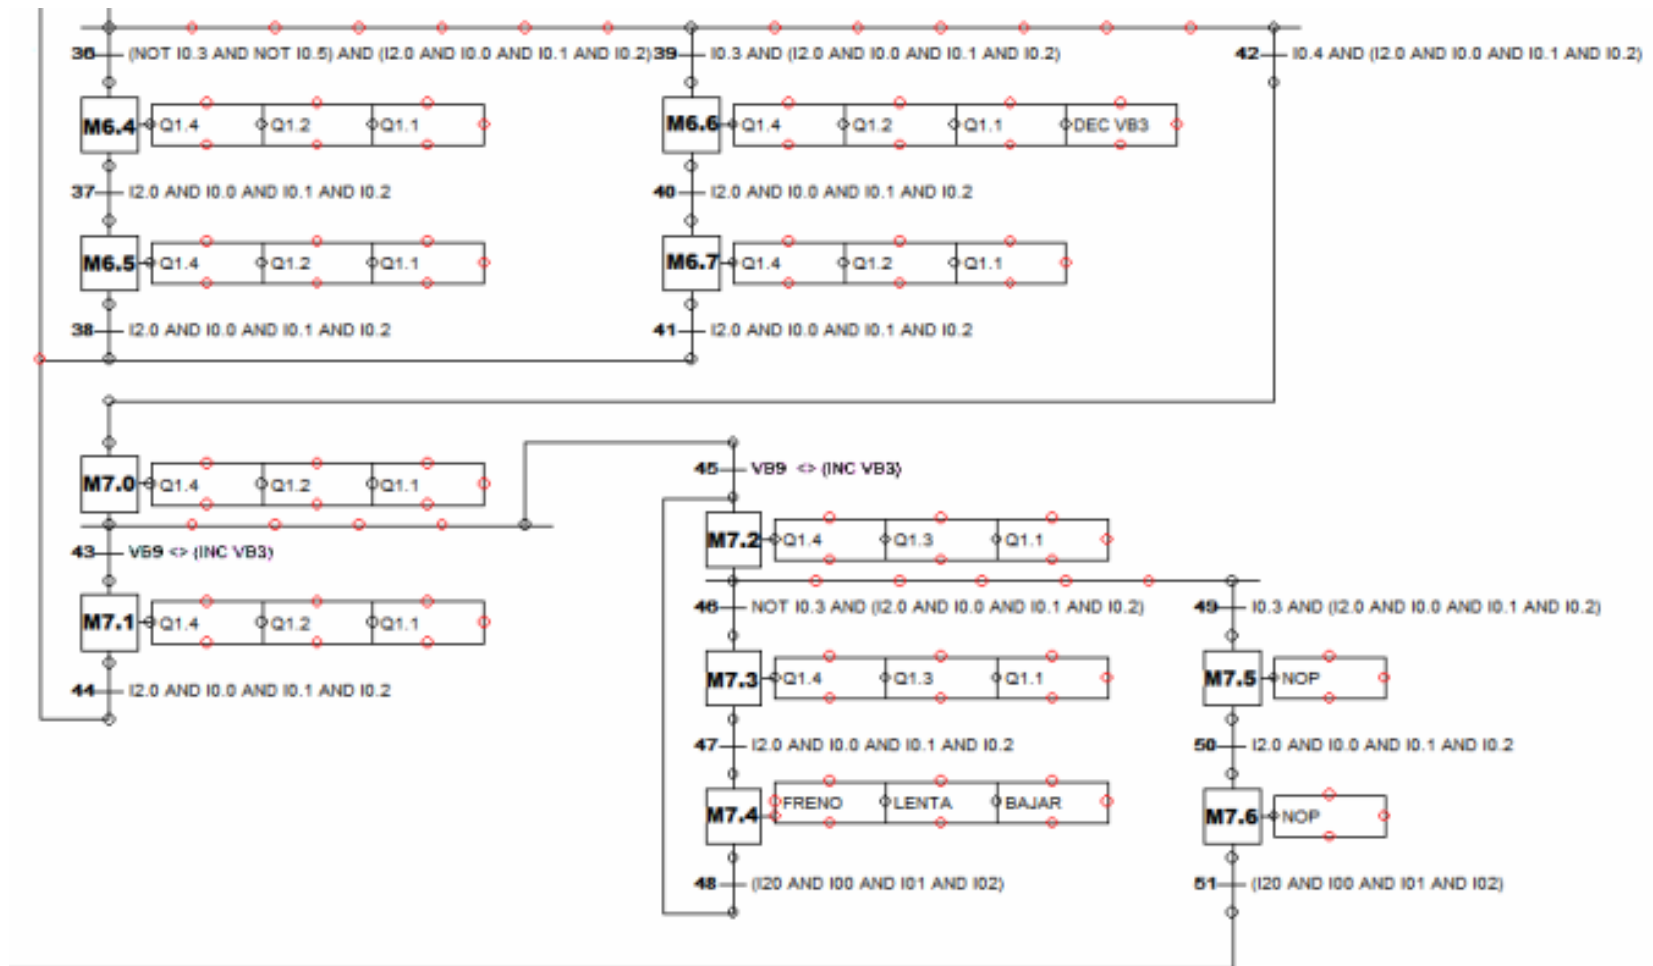 36 (NOT I0.3 AND NOT I0.5) AND (I2.0 AND I0.0 AND I0.1 AND I0.2) 39 I0.3 AND (I2.0 AND I0.0 AND I0.1 AND I0.2) 42 I0.4 AND (I2.0 AND I0.0 AND I0.1 AND I0.2)
M6.4 Q1.4 Q1.2 Q1.1 M6.6 Q1.4 Q1.2 Q1.1 DEC VB3
37 I2.0 AND I0.0 AND I0.1 AND I0.2 40 I2.0 AND I0.0 AND I0.1 AND I0.2
M6.5 Q1.4 Q1.2 Q1.1 M6.7 Q1.4 Q1.2 Q1.1
38 I2.0 AND I0.0 AND I0.1 AND I0.2 41 I2.0 AND I0.0 AND I0.1 AND I0.2
45 VB9 <> (INC VB3)
M7.0 Q1.4 Q1.2 Q1.1
43 VB9 <> (INC VB3) M7.2 Q1.4 Q1.3 Q1.1
46 NOT I0.3 AND (I2.0 AND I0.0 AND I0.1 AND I0.2) 49 I0.3 AND (I2.0 AND I0.0 AND I0.1 AND I0.2)
M7.1 Q1.4 Q1.2 Q1.1
M7.3 Q1.4 Q1.3 Q1.1 M7.5 NOP
44 I2.0 AND I0.0 AND I0.1 AND I0.2
47 I2.0 AND I0.0 AND I0.1 AND I0.2 50 I2.0 AND I0.0 AND I0.1 AND I0.2
M7.4 FRENO LENTA BAJAR M7.6 NOP
48 (I20 AND I00 AND I01 AND I02) 51 (I20 AND I00 AND I01 AND I02)